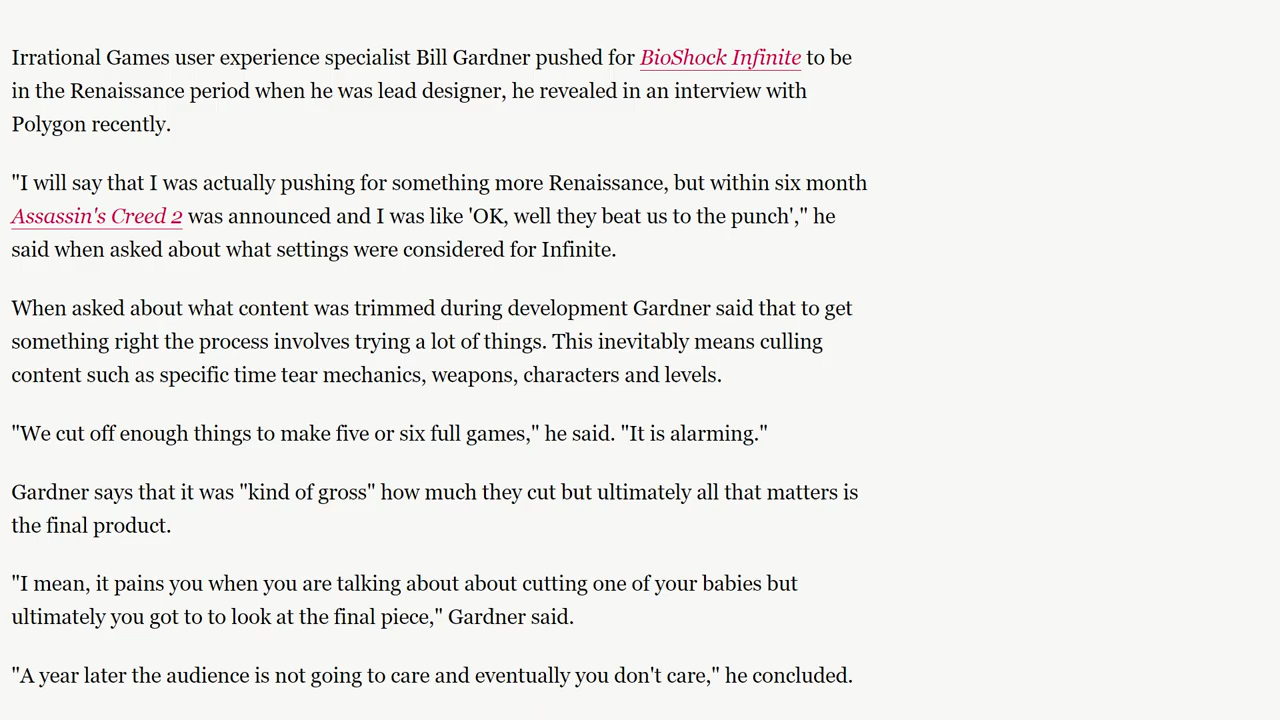 Irrational Games user experience specialist Bill Gardner pushed for BioShock Infinite to be
in the Renaissance period when he was lead designer, he revealed in an interview with
Polygon recently.
"I will say that I was actually pushing for something more Renaissance, but within six month
Assassin's Creed 2 was announced and I was like 'OK, well they beat us to the punch'," he
said when asked about what settings were considered for Infinite.
When asked about what content was trimmed during development Gardner said that to get
something right the process involves trying a lot of things. This inevitably means culling
content such as specific time tear mechanics, weapons, characters and levels.
"We cut off enough things to make five or six full games," he said. "It is alarming."
Gardner says that it was "kind of gross" how much they cut but ultimately all that matters is
the final product.
"I mean, it pains you when you are talking about about cutting one of your babies but
ultimately you got to to look at the final piece," Gardner said.
"A year later the audience is not going to care and eventually you don't care," he concluded.